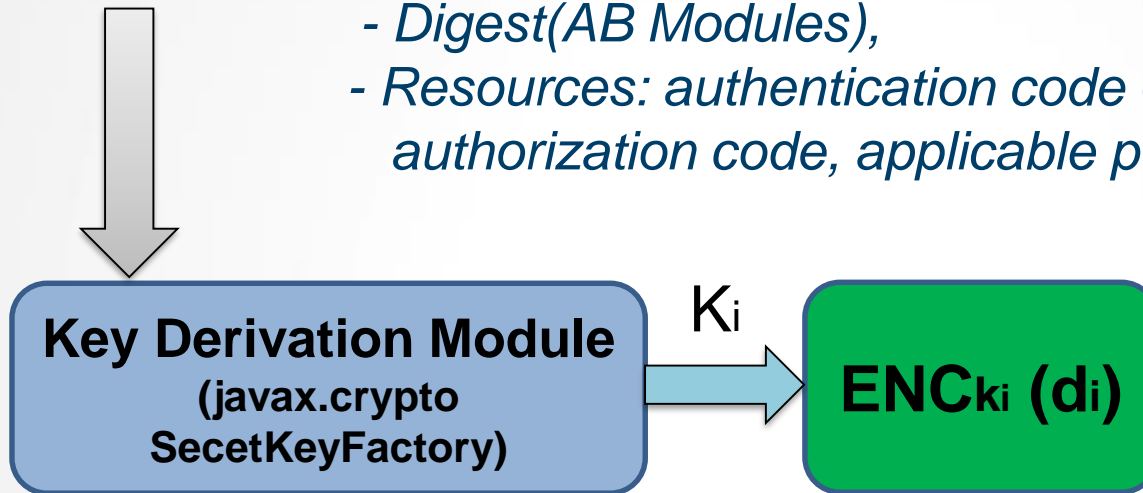 - Digest(AB Modules),
- Resources: authentication code
authorization code, applicable
Ki
Key Derivation Module
(javax.crypto
SecetKeyFactory)
ENCki (di)